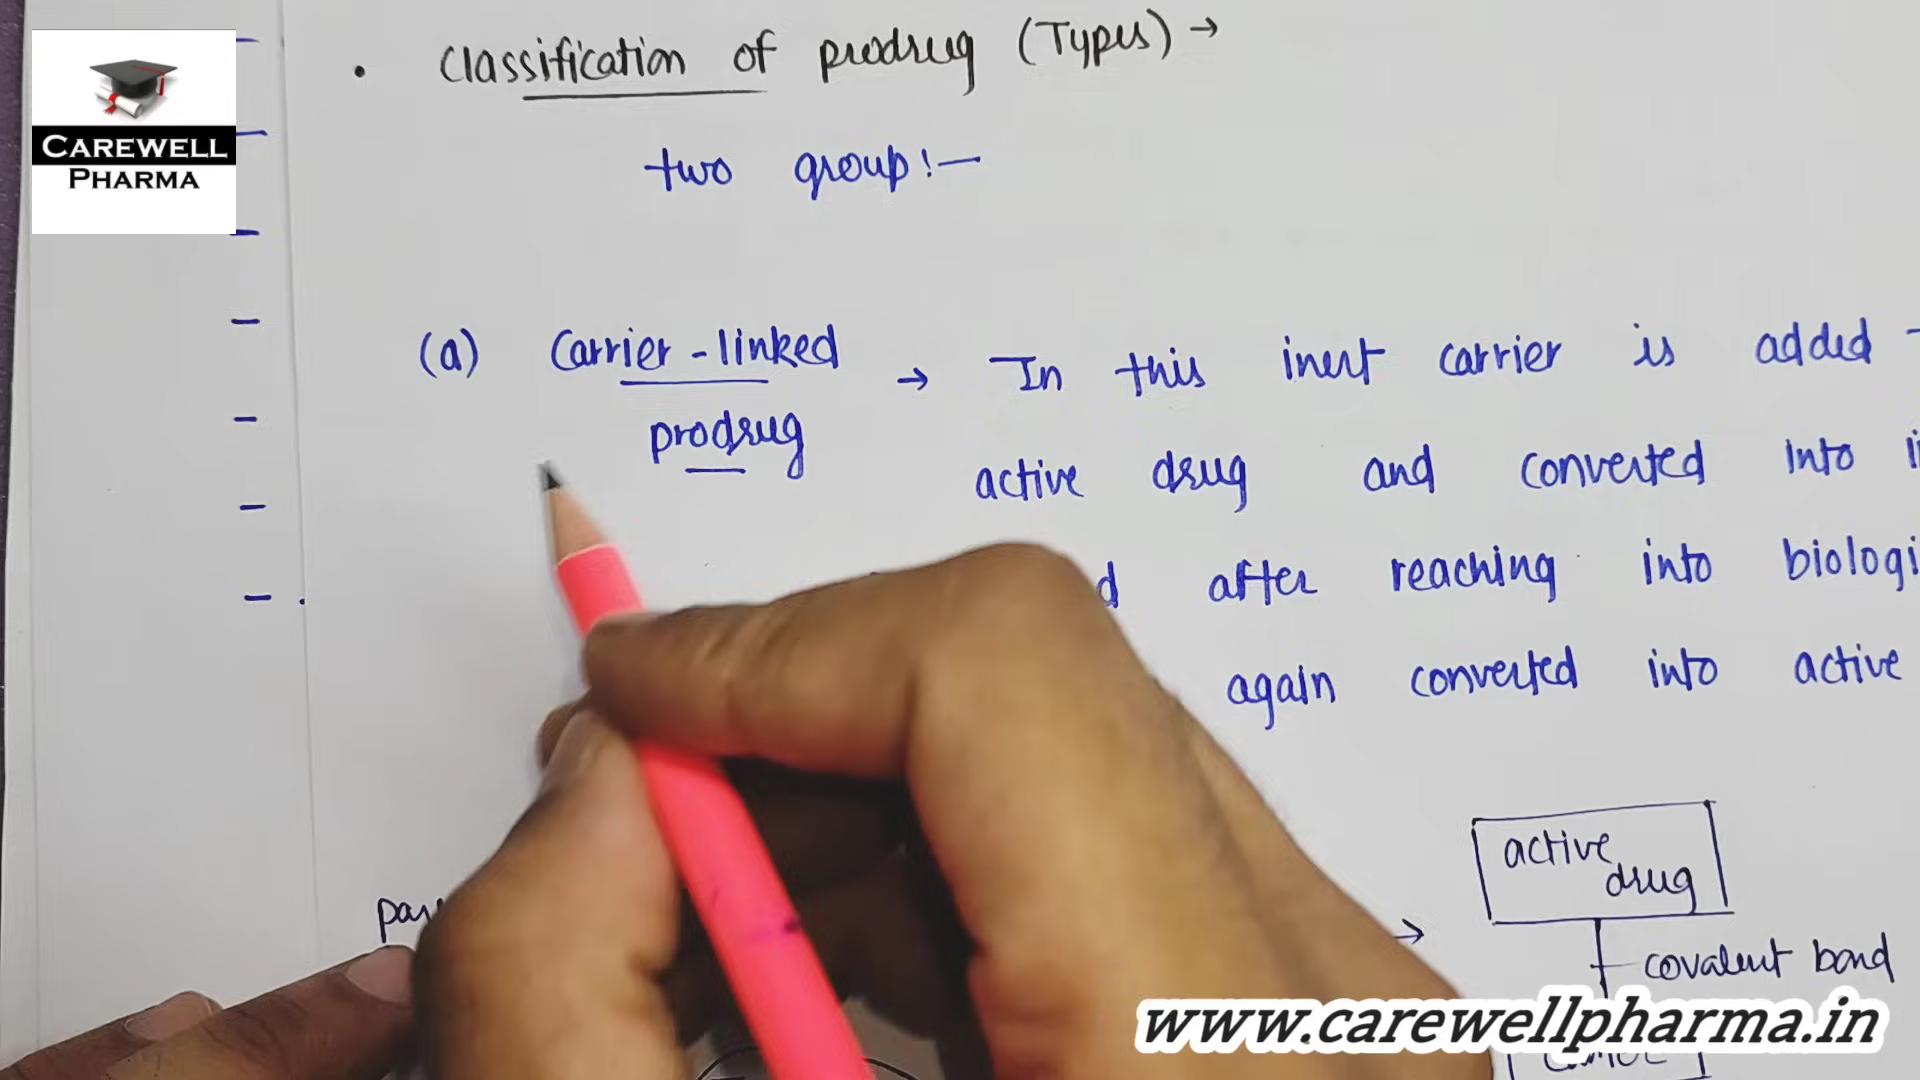 CAREWELL
PHARMA
• Classification of prodrug (Types) →
two group:—
(a) Carrier-linked prodrug → In this inert carrier is added
active drug and converted into
after reaching into
again converted into active
active drug
covalent bond
www.carewellpharma.in